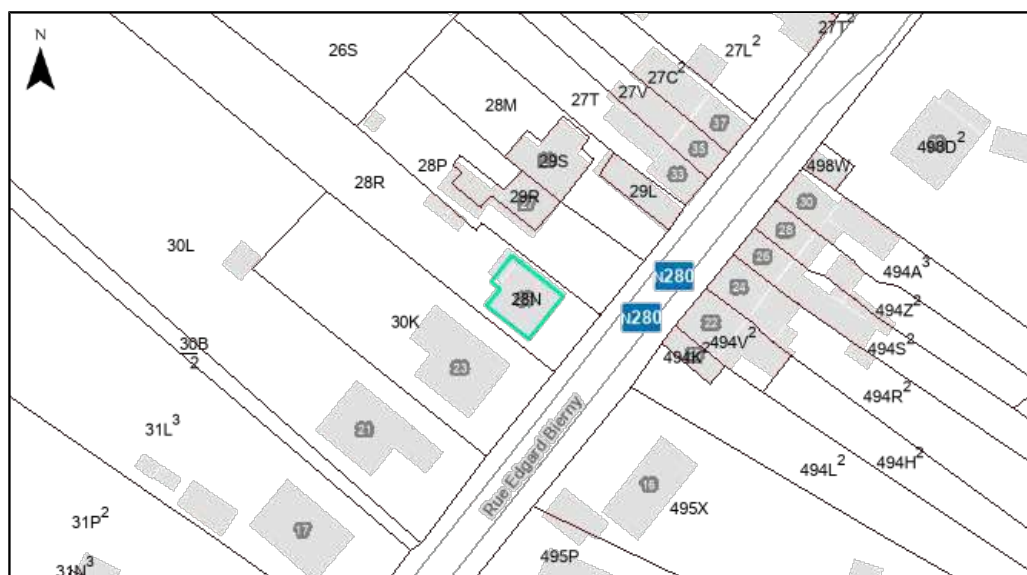 N
26S
27T²
27L²
27C²
28M
27T
27V
37
35
498D²
28P
29S
33
498W
28R
29R
29L
30
28
30L
26
494A³
N280
24
28N
494Z²
30K
N280
22
494V²
494S²
30B
2
23
494K²
494R²
21
31L³
Rue Edgard Bierny
494L²
494H²
16
495X
31P²
17
495P
31N³